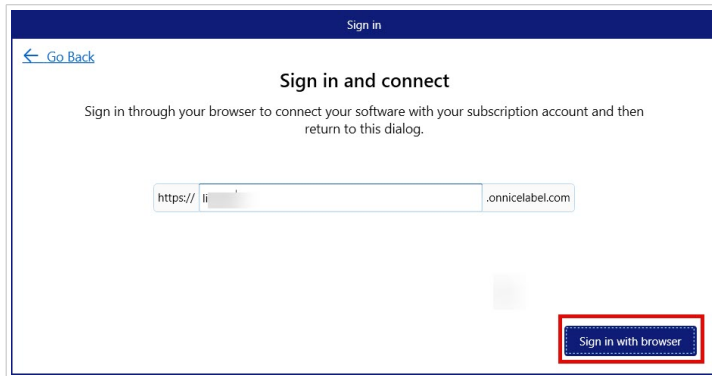 Sign in
← Go Back
Sign in and connect
Sign in through your browser to connect your software with your subscription account and then
return to this dialog.
https:// li .onnicelabel.com
Sign in with browser